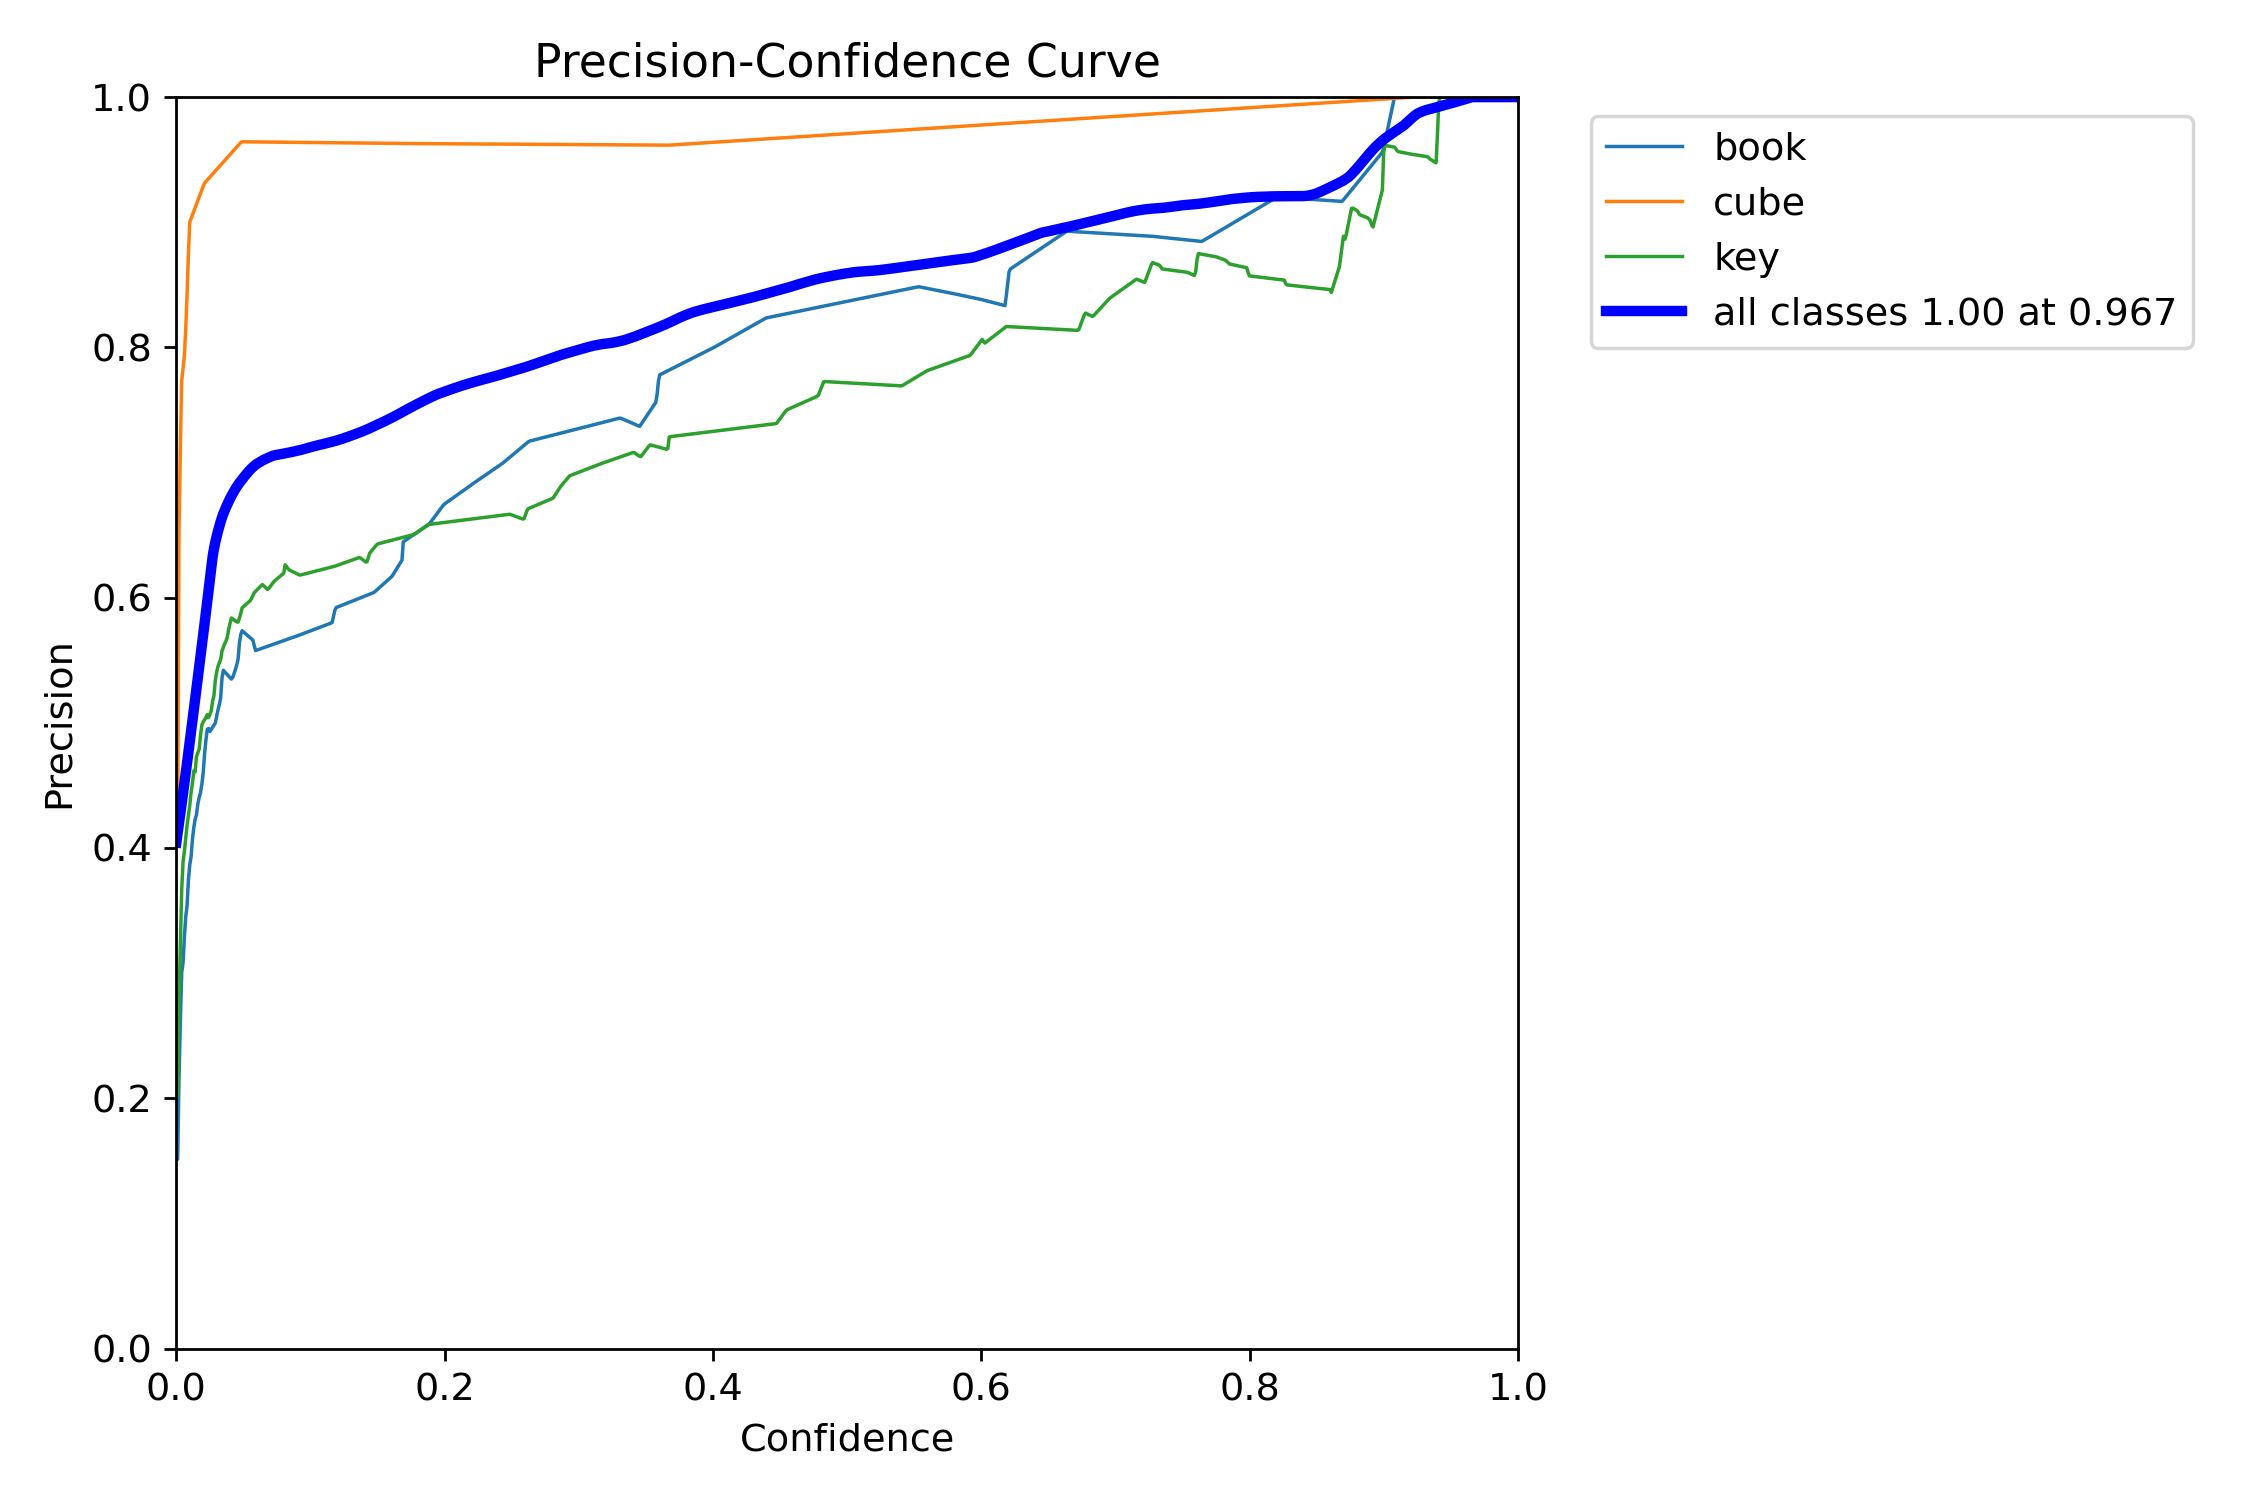 Precision-Confidence Curve
1.0
0.8
0.6
0.4
0.2
0.0
Precision
0.0 0.2 0.4 0.6 0.8 1.0
Confidence
book
cube
key
all classes 1.00 at 0.967